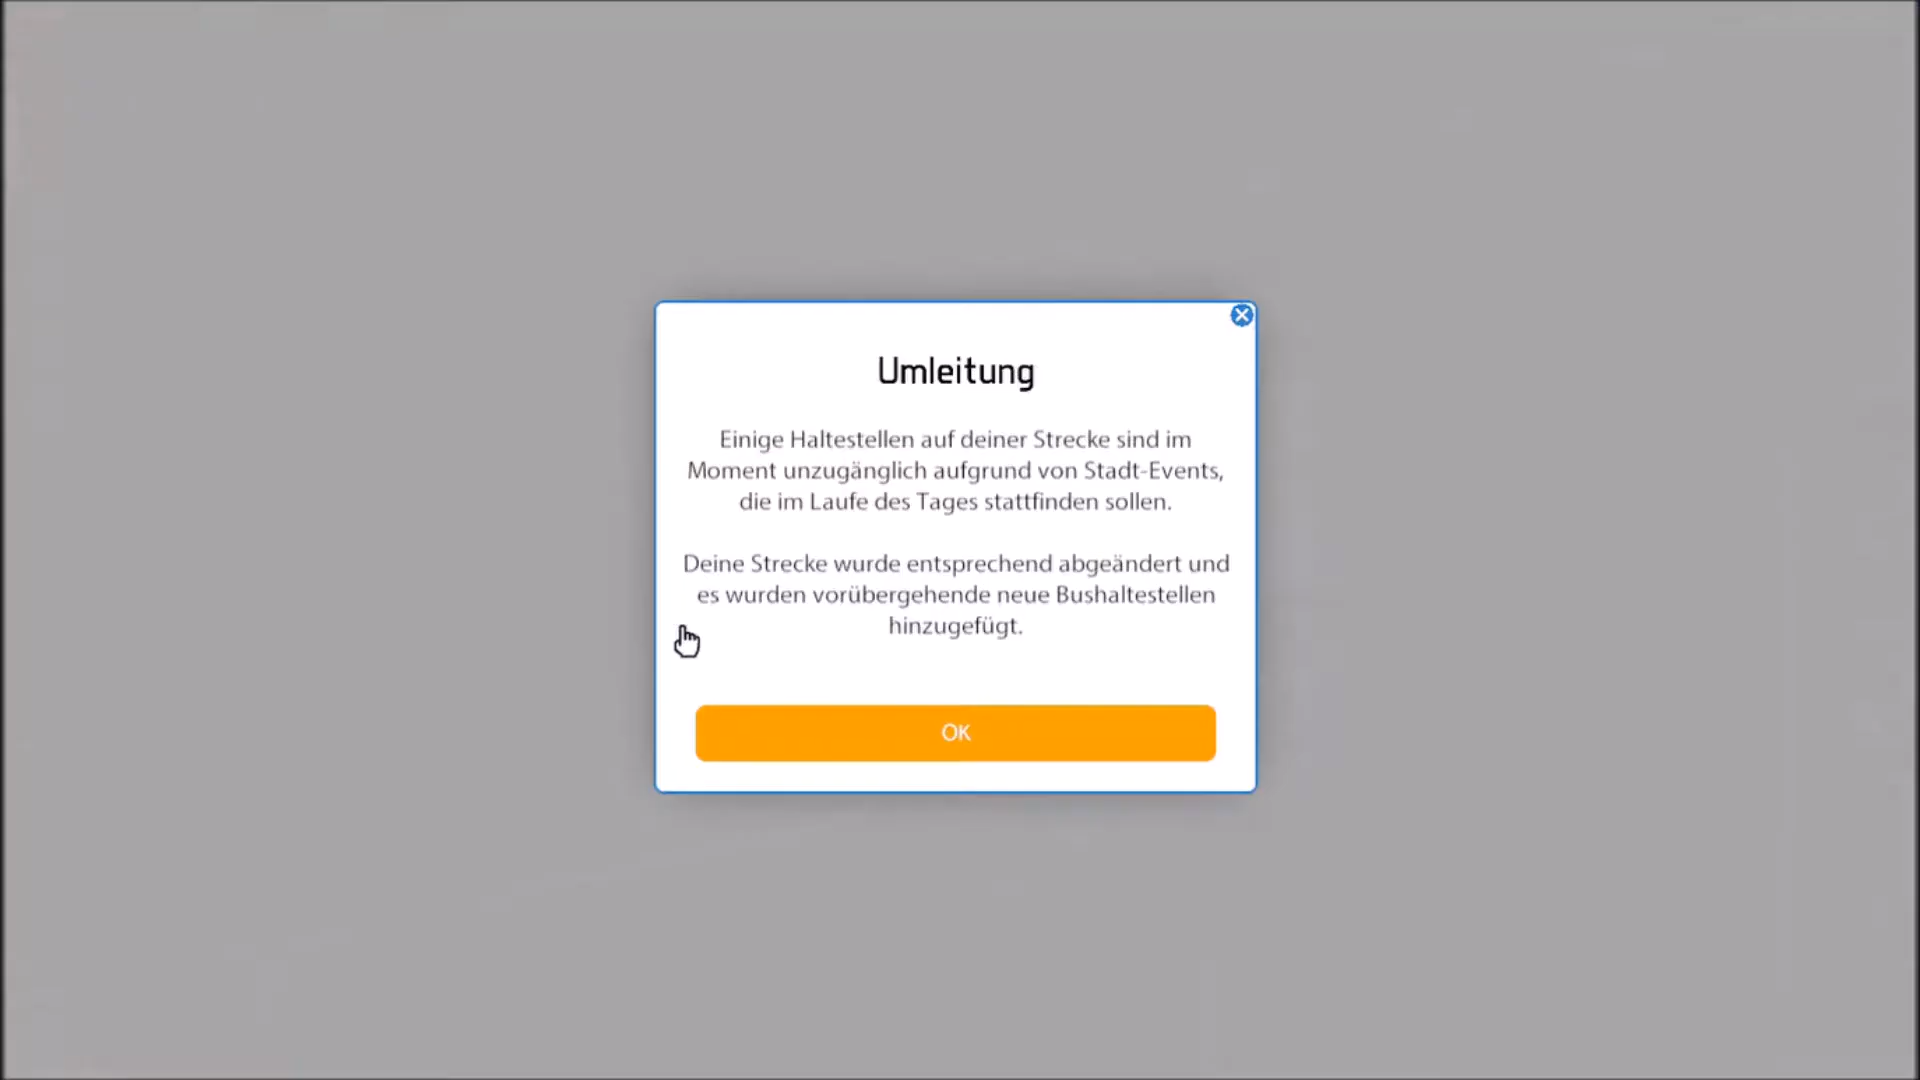 Umleitung
Einige Haltestellen auf deiner Strecke sind im
Moment unzugänglich aufgrund von Stadt-Events,
die im Laufe des Tages stattfinden sollen.
Deine Strecke wurde entsprechend abgeändert und
es wurden vorübergehende neue Bushaltestellen
hinzugefügt.
OK